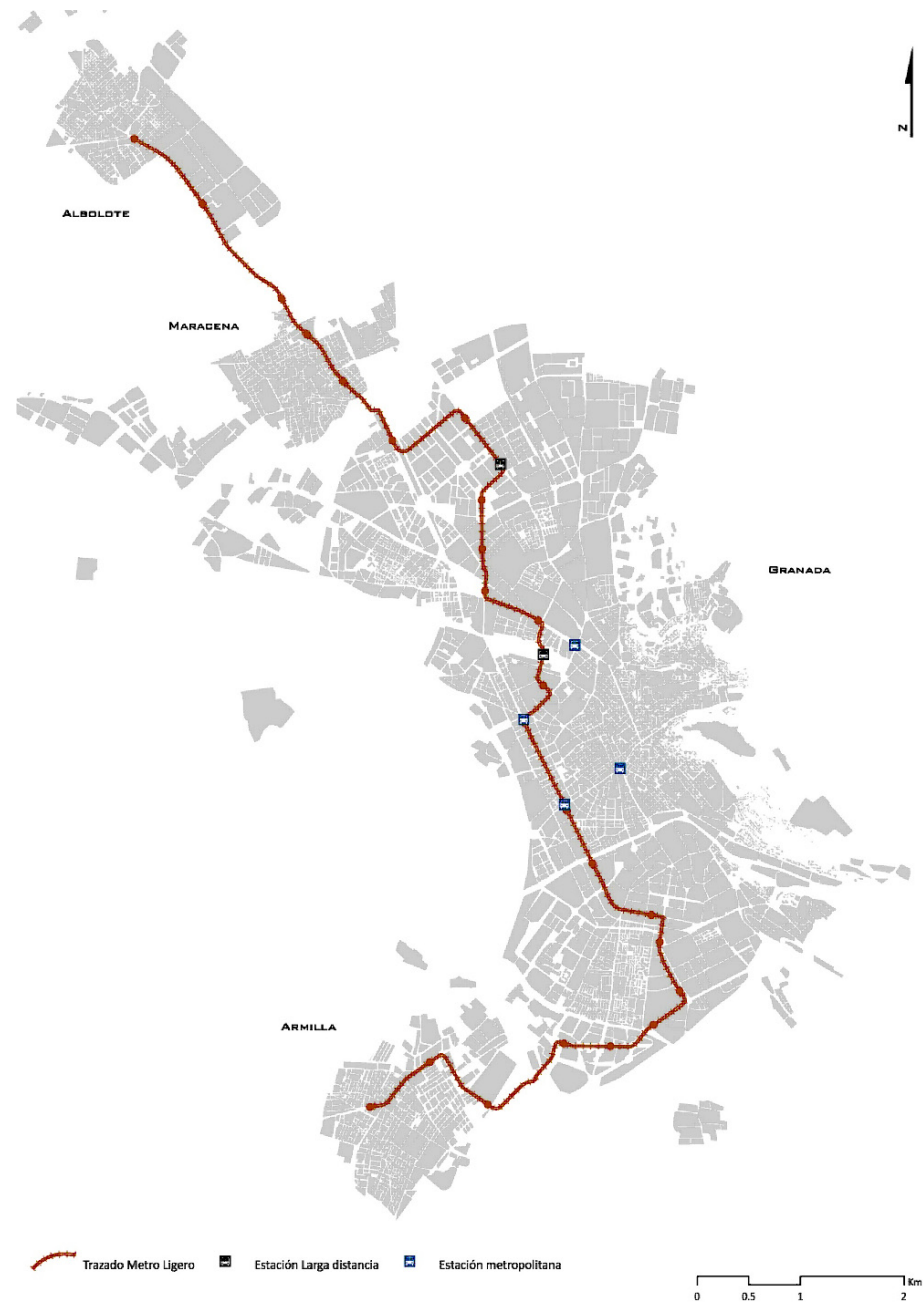 N
ALBOLOTE
MARACENA
GRANADA
ARMILLA
Trazado Metro Ligero Estación Larga distancia Estación metropolitana
Km
0 0.5 1 2